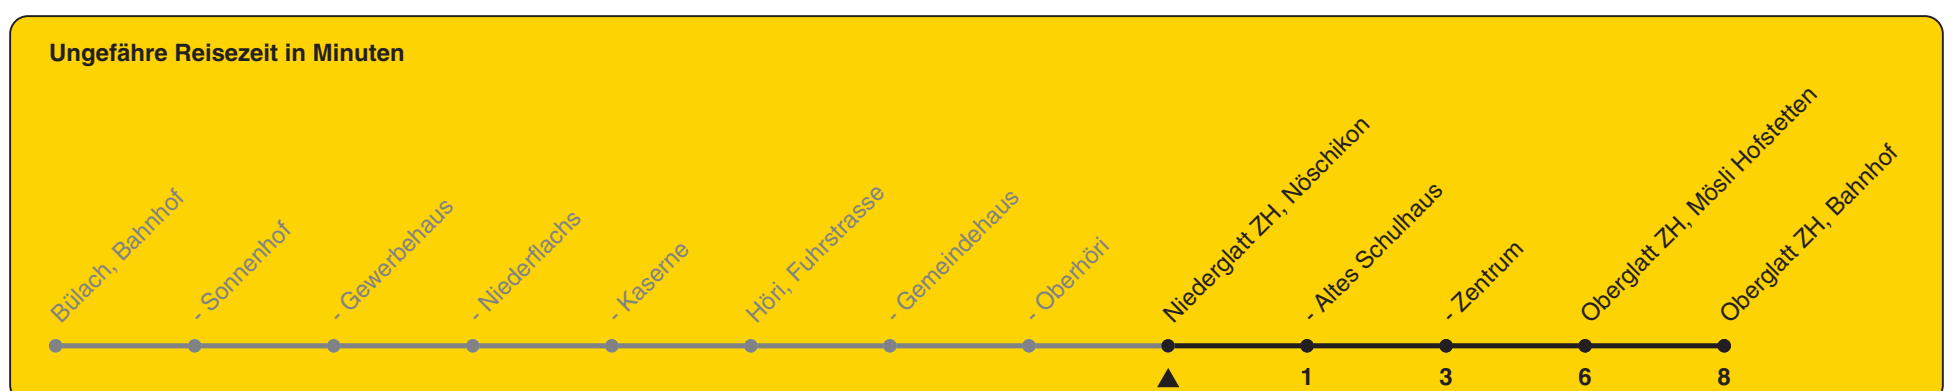 Ungefähre Reisezeit in Minuten
Bülach, Bahnhof
- Sonnenhof
- Gewerbehaus
- Niederflachs
- Kaserne
Höri, Fuhrstrasse
- Gemeindehaus
- Oberhöri
Niederglatt ZH, Nöschikon
- Altes Schulhaus
- Zentrum
Oberglatt ZH, Mösli Hofstetten
Oberglatt ZH, Bahnhof
1 3 6 8